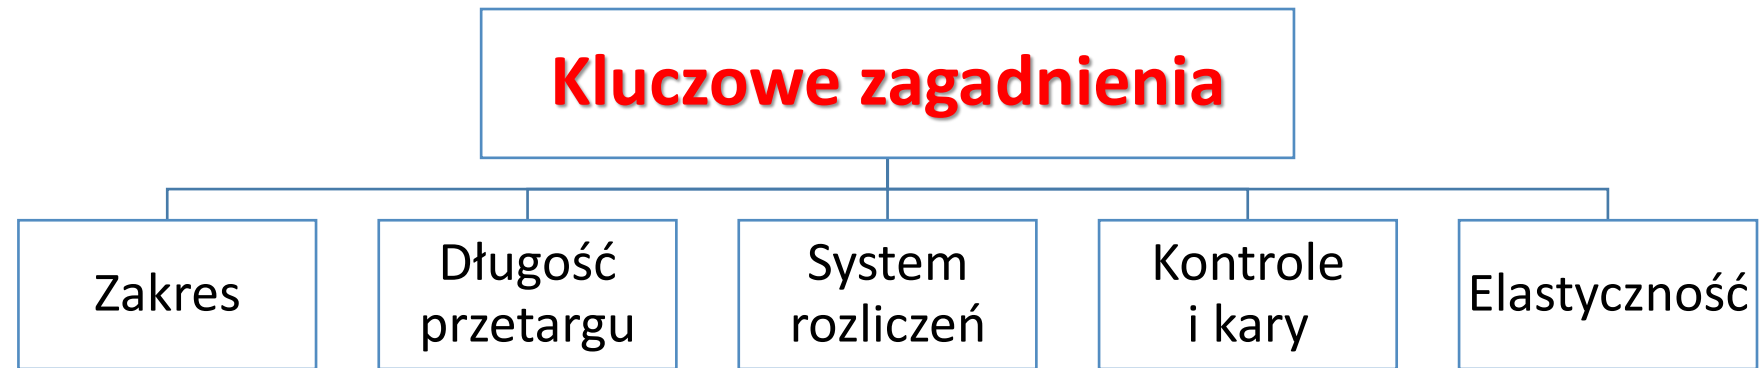 Kluczowe zagadnienia
Zakres
Długość
przetargu
System
rozliczeń
Kontrole
i kary
Elastyczność